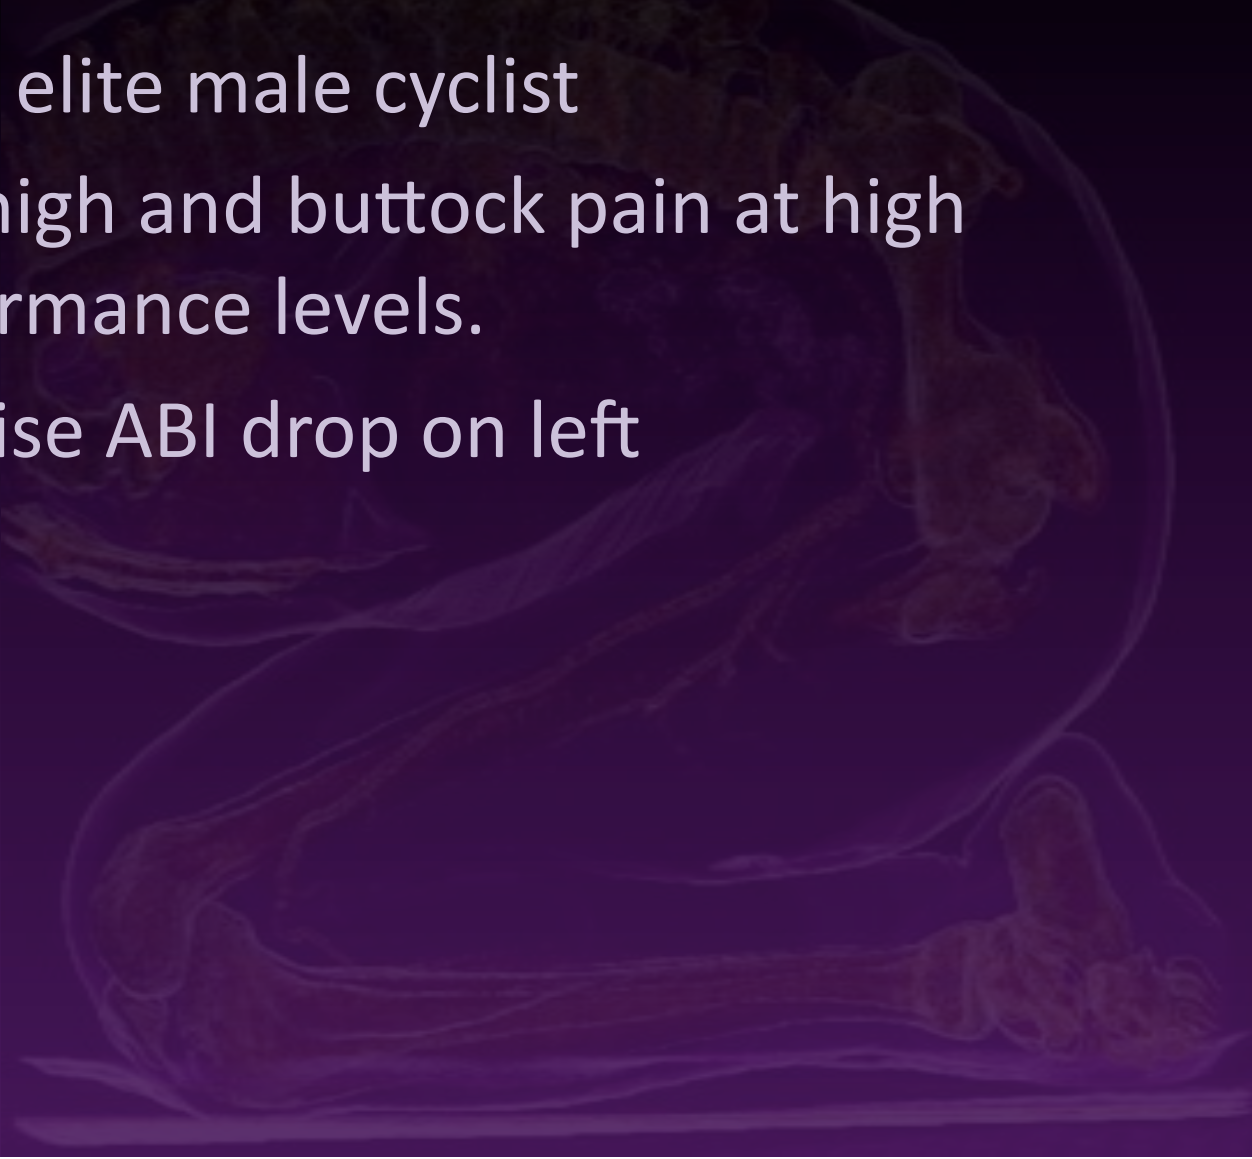 elite male cyclist
high and buttock pain at high
rmance levels.
ise ABI drop on left